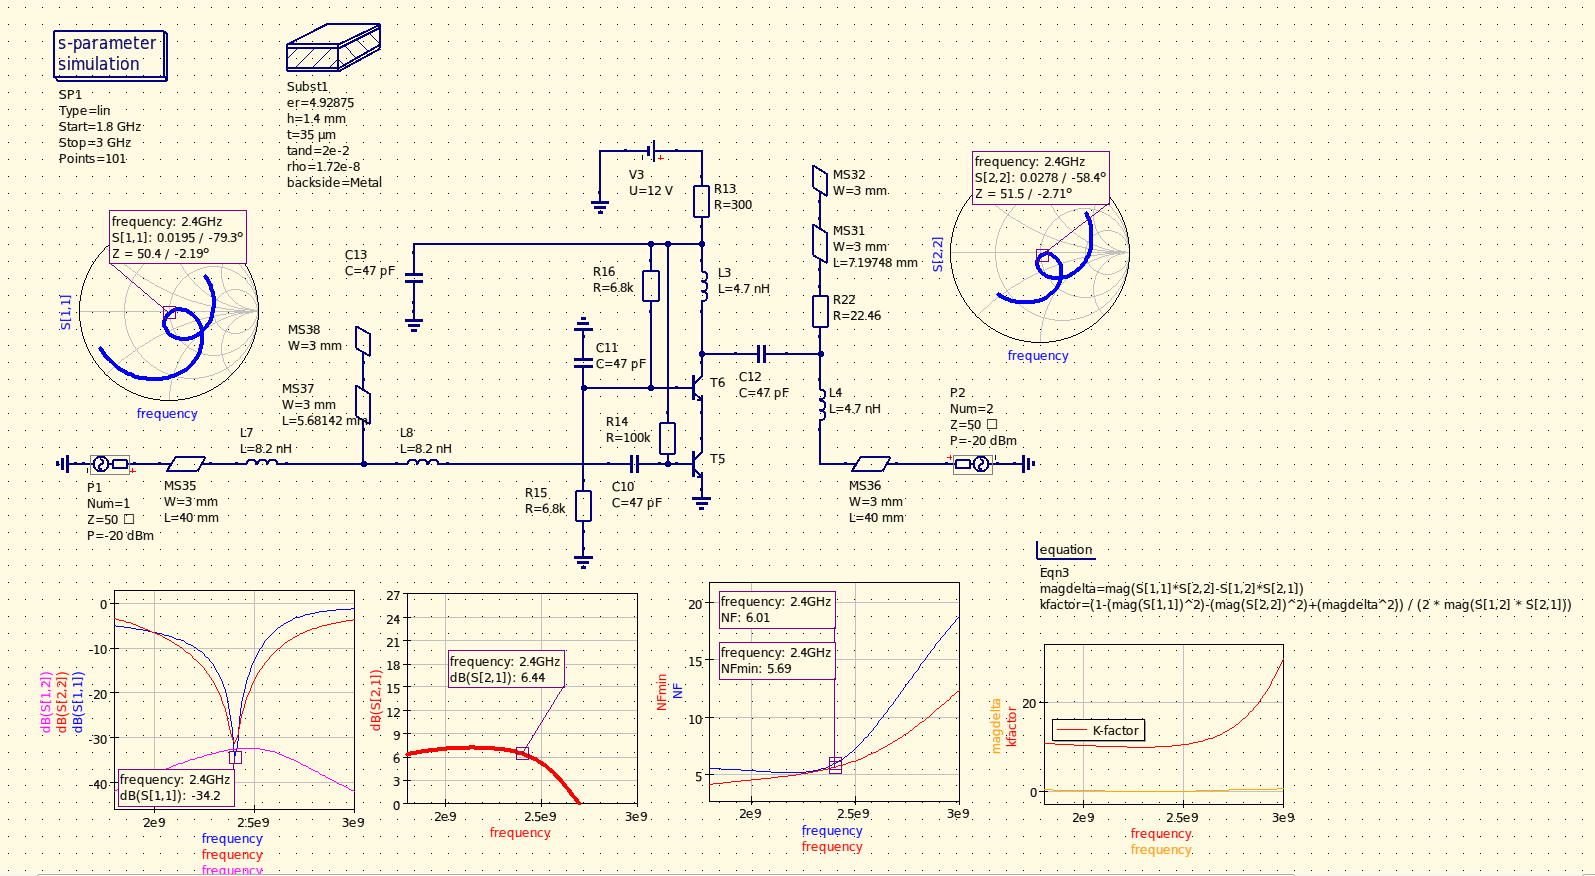 s-parameter
simulation
SP1
Type=lin
Start=1.8 GHz
Stop=3 GHz
Points=101
Subst1
er=4.92875
h=1.4 mm
t=35 µm
tand=2e-2
rho=1.72e-8
backside=Metal
frequency: 2.4GHz
S[1,1]: 0.0195 / -79.3°
Z = 50.4 / -2.19°
S[1,1]
frequency
V3
U=12 V
R13
R=300
C13
C=47 pF
R16
R=6.8k
L3
L=4.7 nH
MS32
W=3 mm
MS31
W=3 mm
L=7.19748 mm
R22
R=22.46
frequency: 2.4GHz
S[2,2]: 0.0278 / -58.4°
Z = 51.5 / -2.71°
S[2,2]
frequency
MS38
W=3 mm
MS37
W=3 mm
L=5.68142 mm
C11
C=47 pF
T6
C12
C=47 pF
L4
L=4.7 nH
R14
R=100k
T5
L7
L=8.2 nH
L8
L=8.2 nH
P1
Num=1
Z=50 □
P=-20 dBm
MS35
W=3 mm
L=40 mm
R15
R=6.8k
C10
C=47 pF
MS36
W=3 mm
L=40 mm
P2
Num=2
Z=50 □
P=-20 dBm
equation
Eqn3
magdelta=mag(S[1,1]*S[2,2]-S[1,2]*S[2,1])
kfactor=(1-(mag(S[1,1])^2)-(mag(S[2,2])^2)+(magdelta^2)) / (2 * mag(S[1,2] * S[2,1]))
dB(S[1,2])
dB(S[2,2])
dB(S[1,1])
0
-10
-20
-30
-40
frequency: 2.4GHz
dB(S[1,1]): -34.2
2e9
2.5e9
3e9
frequency
frequency
frequency
dB(S[2,1])
27
24
21
18
15
12
9
6
3
0
frequency: 2.4GHz
dB(S[2,1]): 6.44
2e9
2.5e9
3e9
frequency
NFmin
NF
20
15
10
5
frequency: 2.4GHz
NF: 6.01
frequency: 2.4GHz
NFmin: 5.69
2e9
2.5e9
3e9
frequency
frequency
magdelta
kfactor
20
0
K-factor
2e9
2.5e9
3e9
frequency
frequency